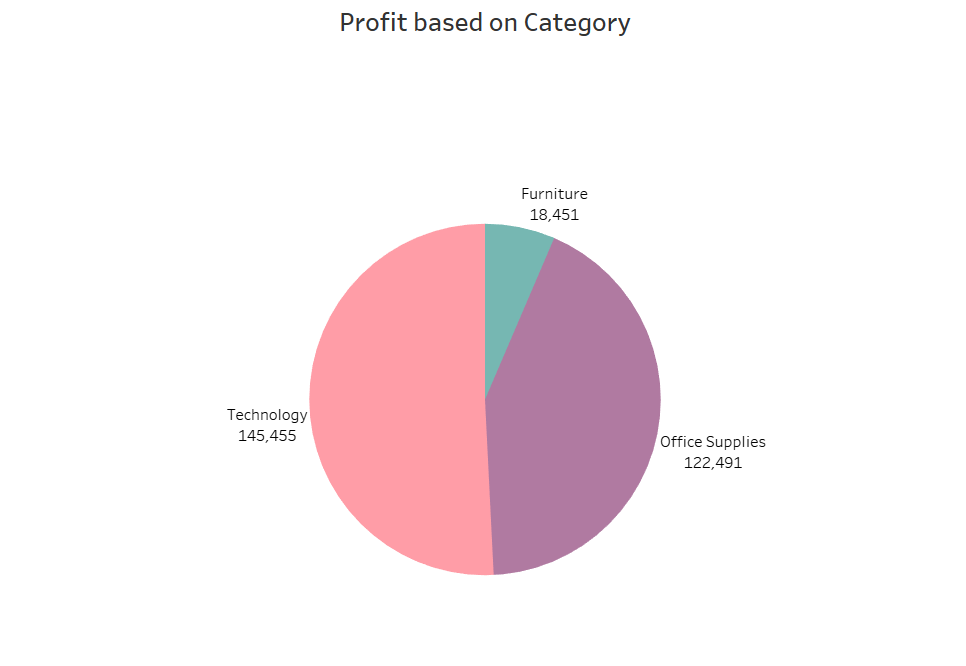 Profit based on Category
Furniture
18,451
Technology
145,455
Office Supplies
122,491